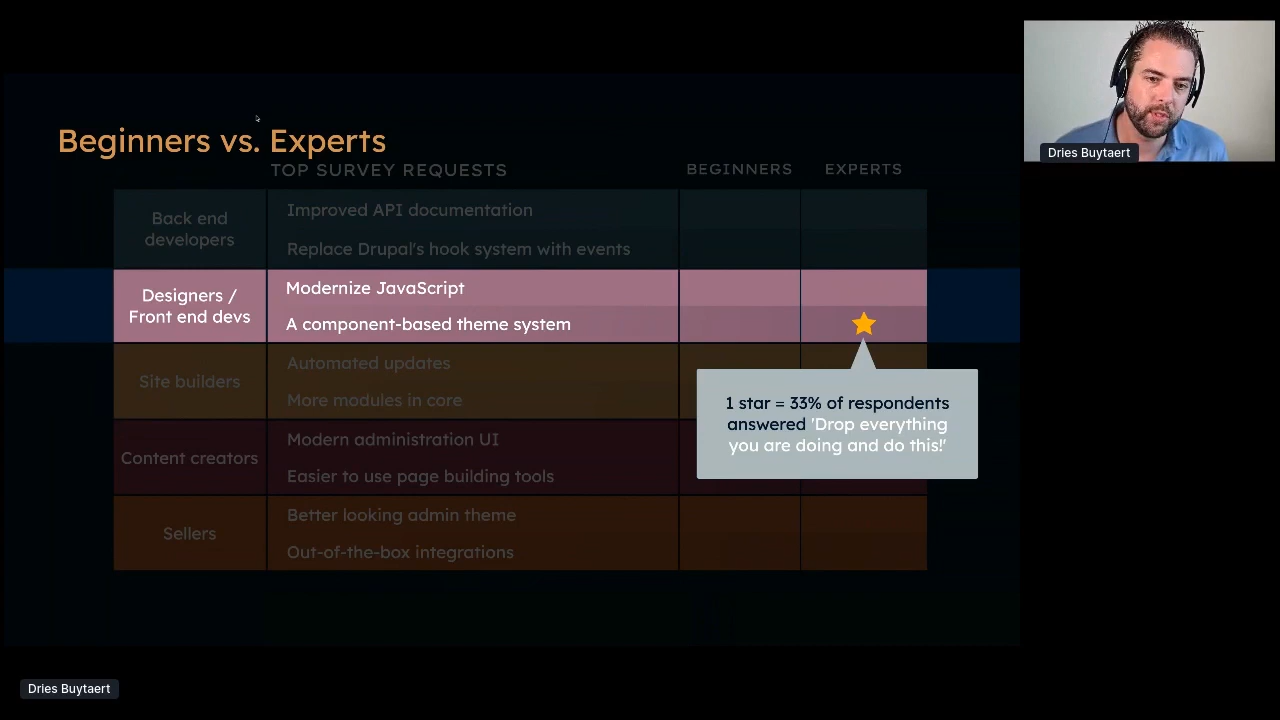 Beginners vs. Experts
TOP SURVEY REQUESTS
BEGINNERS
EXPERTS
Back end
developers
Improved API documentation
Replace Drupal's hook system with events
Designers /
Front end devs
Modernize JavaScript
A component-based theme system
Site builders
Automated updates
More modules in core
1 star = 33% of respondents
answered 'Drop everything
you are doing and do this!'
Content creators
Modern administration UI
Easier to use page building tools
Sellers
Better looking admin theme
Out-of-the-box integrations
Dries Buytaert
Dries Buytaert